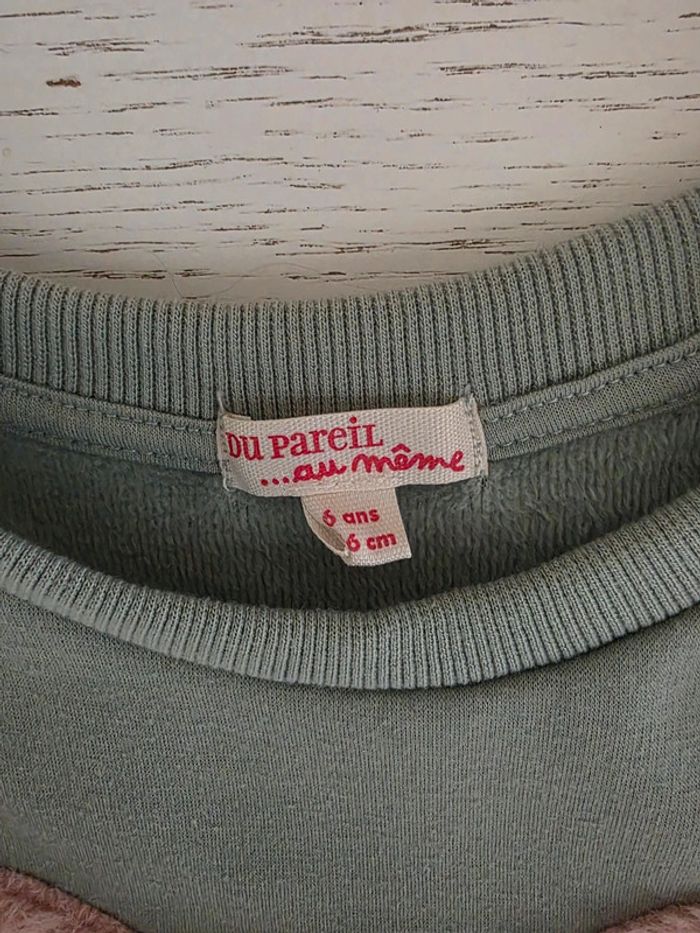 DU PAREIL
...au même
6 ans
6 cm